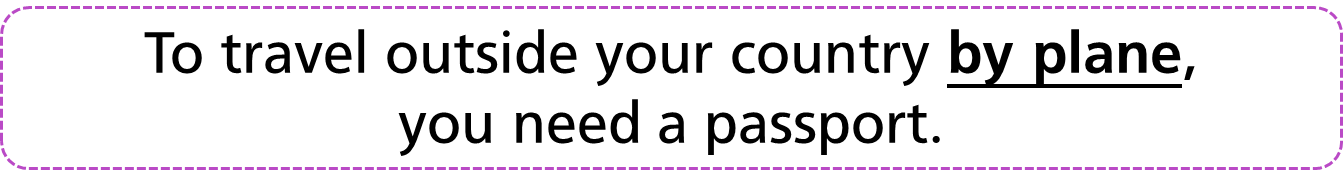 To travel outside your country by plane,
you need a passport.